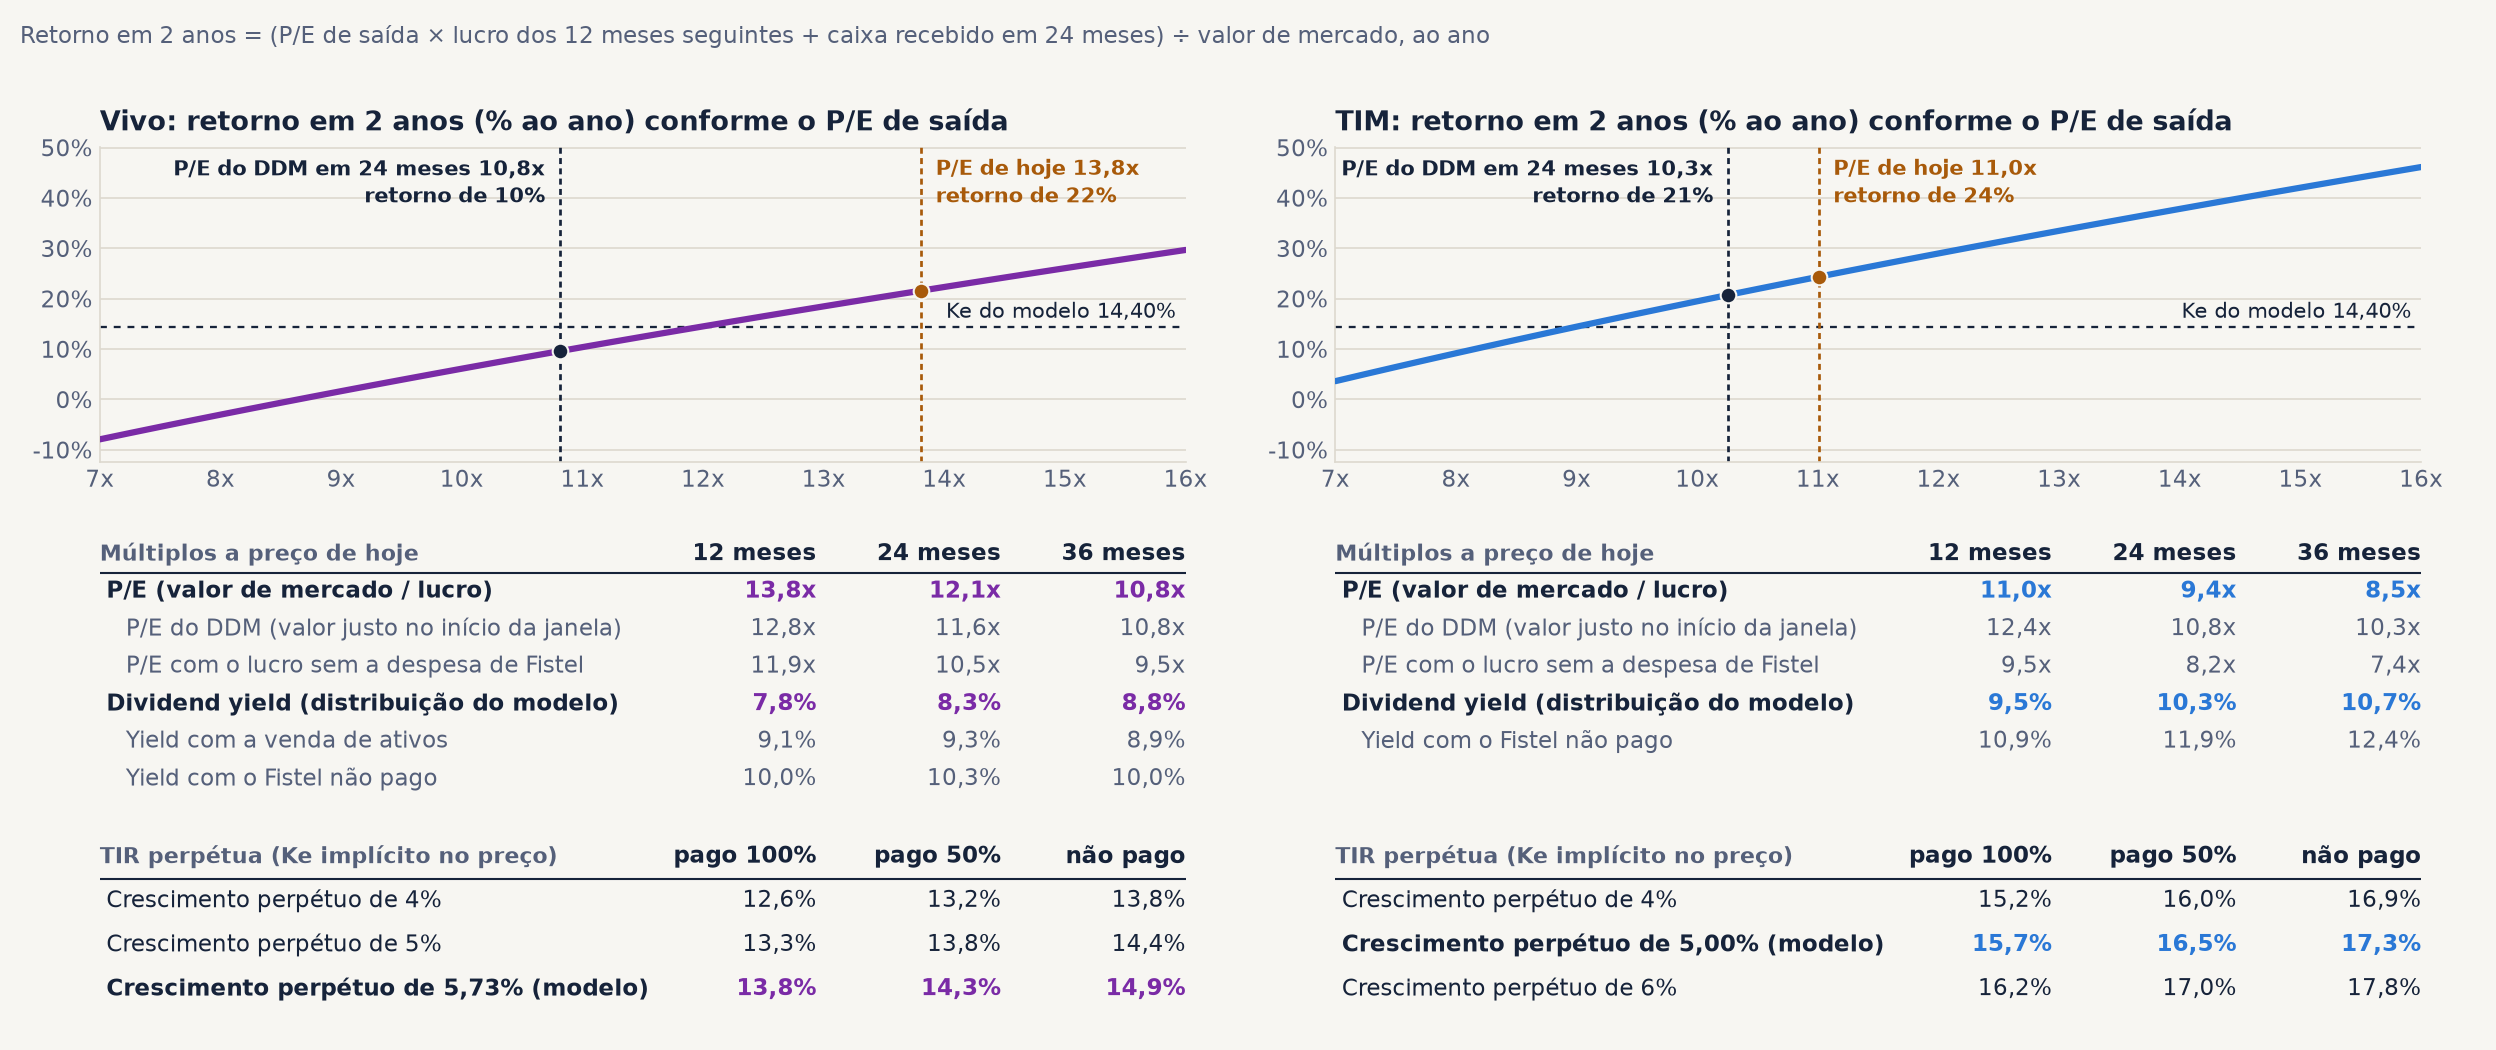 Retorno em 2 anos = (P/E de saída × lucro dos 12 meses seguintes + caixa recebido em 24 meses) ÷ valor de mercado, ao ano
Vivo: retorno em 2 anos (% ao ano) conforme o P/E de saída
50%
40%
30%
20%
10%
0%
-10%
P/E do DDM em 24 meses 10,8x
retorno de 10%
P/E de hoje 13,8x
retorno de 22%
Ke do modelo 14,40%
7x 8x 9x 10x 11x 12x 13x 14x 15x 16x
Múltiplos a preço de hoje 12 meses 24 meses 36 meses
P/E (valor de mercado / lucro) 13,8x 12,1x 10,8x
P/E do DDM (valor justo no início da janela) 12,8x 11,6x 10,8x
P/E com o lucro sem a despesa de Fistel 11,9x 10,5x 9,5x
Dividend yield (distribuição do modelo) 7,8% 8,3% 8,8%
Yield com a venda de ativos 9,1% 9,3% 8,9%
Yield com o Fistel não pago 10,0% 10,3% 10,0%
TIR perpétua (Ke implícito no preço) pago 100% pago 50% não pago
Crescimento perpétuo de 4% 12,6% 13,2% 13,8%
Crescimento perpétuo de 5% 13,3% 13,8% 14,4%
Crescimento perpétuo de 5,73% (modelo) 13,8% 14,3% 14,9%
TIM: retorno em 2 anos (% ao ano) conforme o P/E de saída
50%
40%
30%
20%
10%
0%
-10%
P/E do DDM em 24 meses 10,3x
retorno de 21%
P/E de hoje 11,0x
retorno de 24%
Ke do modelo 14,40%
7x 8x 9x 10x 11x 12x 13x 14x 15x 16x
Múltiplos a preço de hoje 12 meses 24 meses 36 meses
P/E (valor de mercado / lucro) 11,0x 9,4x 8,5x
P/E do DDM (valor justo no início da janela) 12,4x 10,8x 10,3x
P/E com o lucro sem a despesa de Fistel 9,5x 8,2x 7,4x
Dividend yield (distribuição do modelo) 9,5% 10,3% 10,7%
Yield com o Fistel não pago 10,9% 11,9% 12,4%
TIR perpétua (Ke implícito no preço) pago 100% pago 50% não pago
Crescimento perpétuo de 4% 15,2% 16,0% 16,9%
Crescimento perpétuo de 5,00% (modelo) 15,7% 16,5% 17,3%
Crescimento perpétuo de 6% 16,2% 17,0% 17,8%